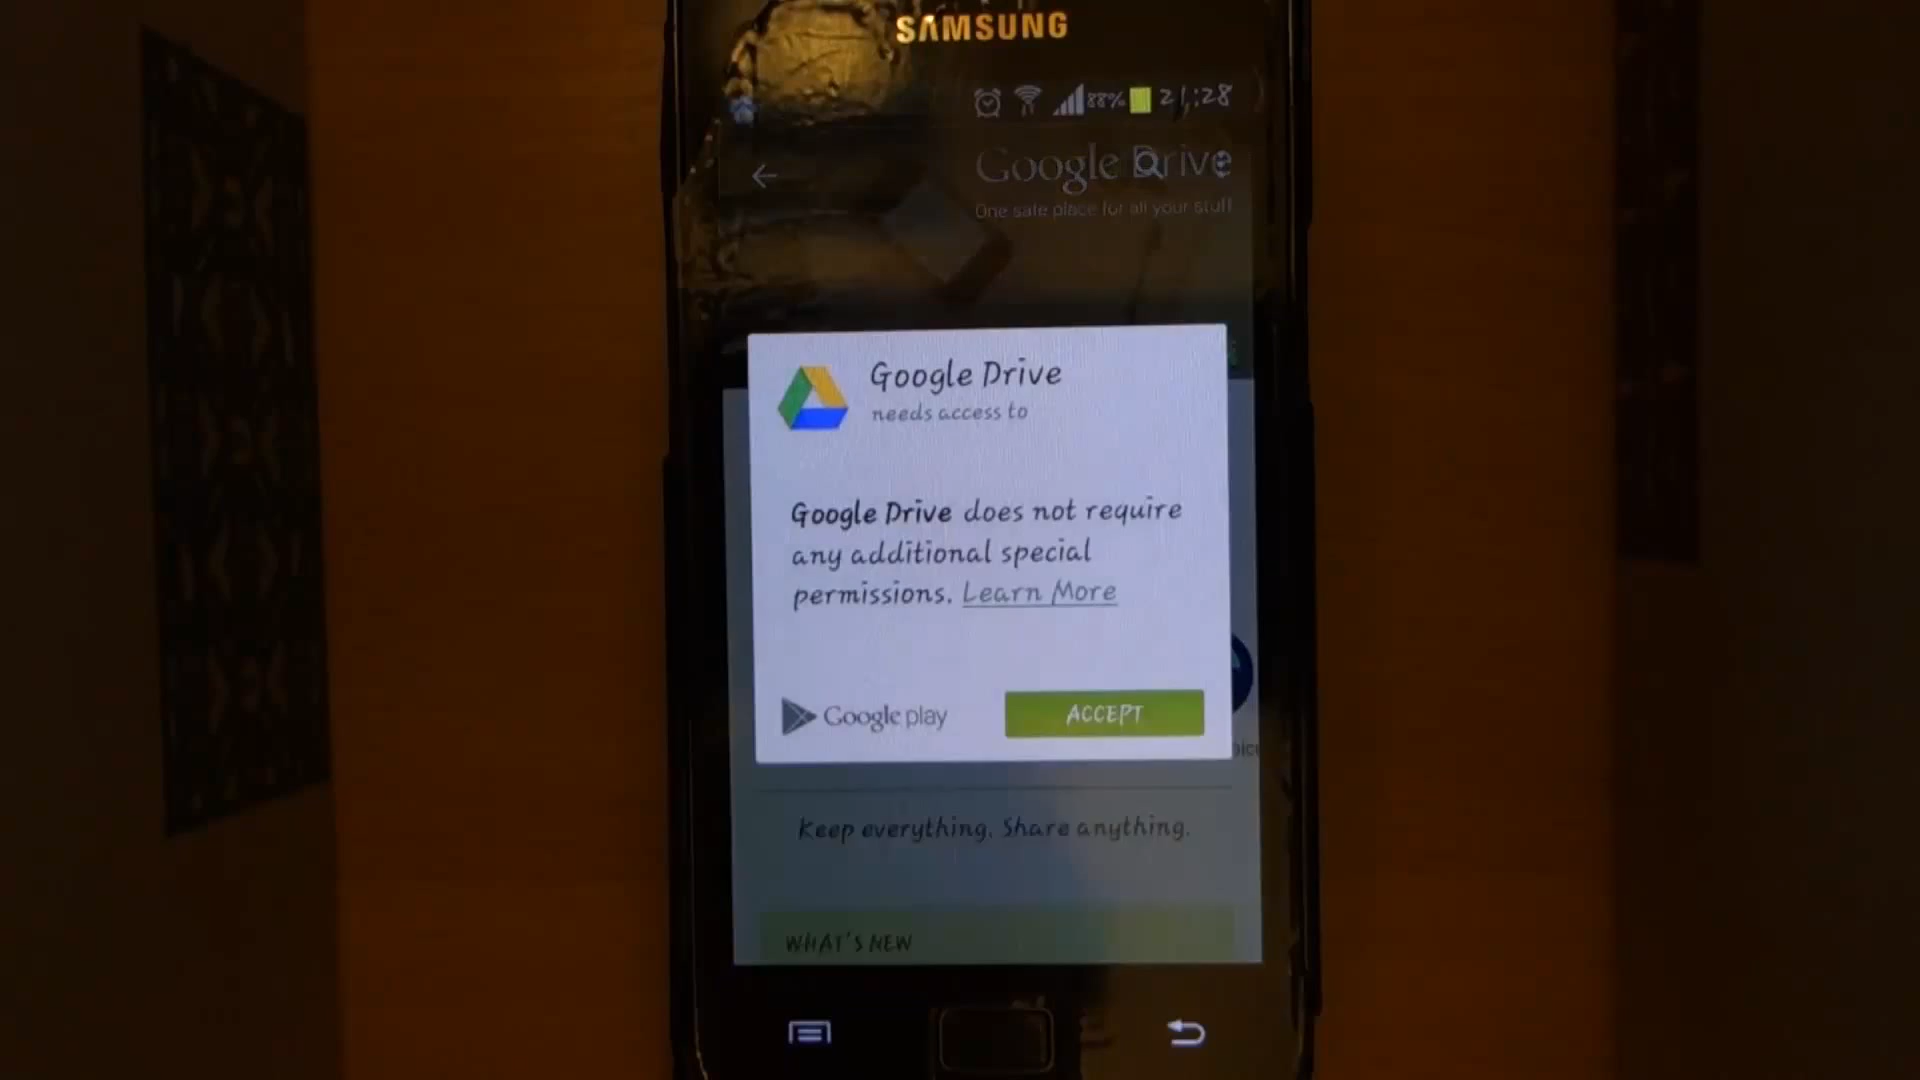 SAMSUNG
88% 21:28
Google Drive
One safe place for all your stuff
Google Drive
needs access to
Google Drive does not require
any additional special
permissions. Learn More
Google play
ACCEPT
Keep everything. Share anything.
WHAT'S NEW